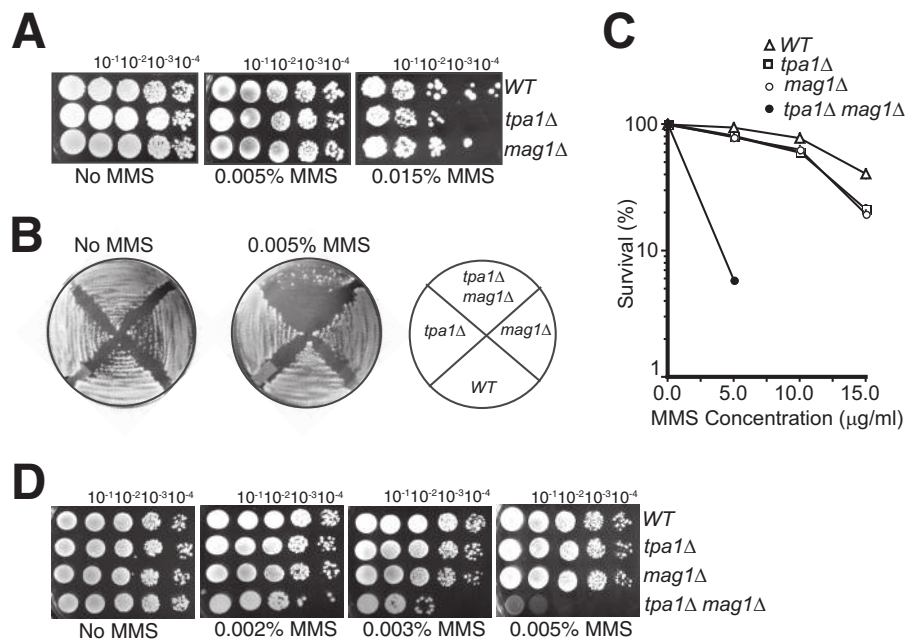 A
10⁻¹10⁻²10⁻³10⁻⁴ 10⁻¹10⁻²10⁻³10⁻⁴ 10⁻¹10⁻²10⁻³10⁻⁴
WT
tpa1Δ
mag1Δ
No MMS 0.005% MMS 0.015% MMS
B
No MMS 0.005% MMS
tpa1Δ
mag1Δ
tpa1Δ mag1Δ
WT
C
WT
tpa1Δ
mag1Δ
tpa1Δ mag1Δ
Survival (%)
100
10
1
0.0 5.0 10.0 15.0
MMS Concentration (μg/ml)
D
10⁻¹10⁻²10⁻³10⁻⁴ 10⁻¹10⁻²10⁻³10⁻⁴ 10⁻¹10⁻²10⁻³10⁻⁴ 10⁻¹10⁻²10⁻³10⁻⁴
WT
tpa1Δ
mag1Δ
tpa1Δ mag1Δ
No MMS 0.002% MMS 0.003% MMS 0.005% MMS